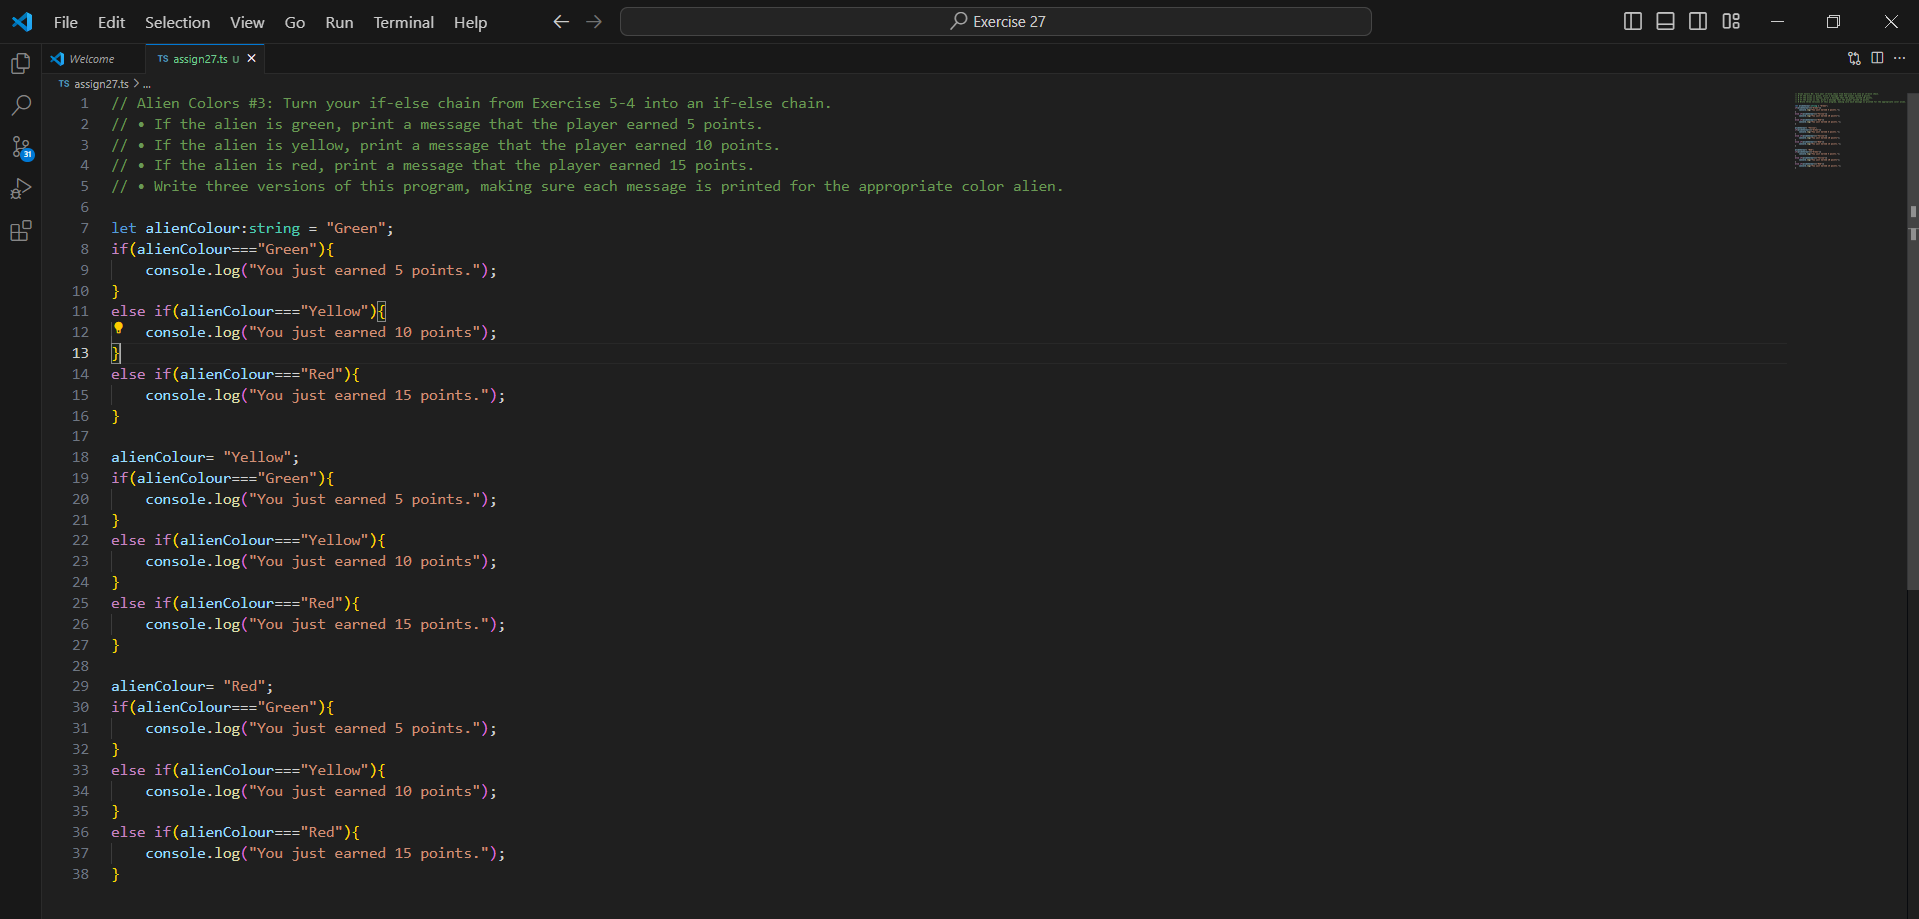 File Edit Selection View Go Run Terminal Help Exercise 27
Welcome TS assign27.ts U
TS assign27.ts > ...
31
1 // Alien Colors #3: Turn your if-else chain from Exercise 5-4 into an if-else chain.
2 // • If the alien is green, print a message that the player earned 5 points.
3 // • If the alien is yellow, print a message that the player earned 10 points.
4 // • If the alien is red, print a message that the player earned 15 points.
5 // • Write three versions of this program, making sure each message is printed for the appropriate color alien.
6
7 let alienColour:string = "Green";
8 if(alienColour==="Green"){
9     console.log("You just earned 5 points.");
10 }
11 else if(alienColour==="Yellow"){
12     console.log("You just earned 10 points");
13 }
14 else if(alienColour==="Red"){
15     console.log("You just earned 15 points.");
16 }
17
18 alienColour= "Yellow";
19 if(alienColour==="Green"){
20     console.log("You just earned 5 points.");
21 }
22 else if(alienColour==="Yellow"){
23     console.log("You just earned 10 points");
24 }
25 else if(alienColour==="Red"){
26     console.log("You just earned 15 points.");
27 }
28
29 alienColour= "Red";
30 if(alienColour==="Green"){
31     console.log("You just earned 5 points.");
32 }
33 else if(alienColour==="Yellow"){
34     console.log("You just earned 10 points");
35 }
36 else if(alienColour==="Red"){
37     console.log("You just earned 15 points.");
38 }